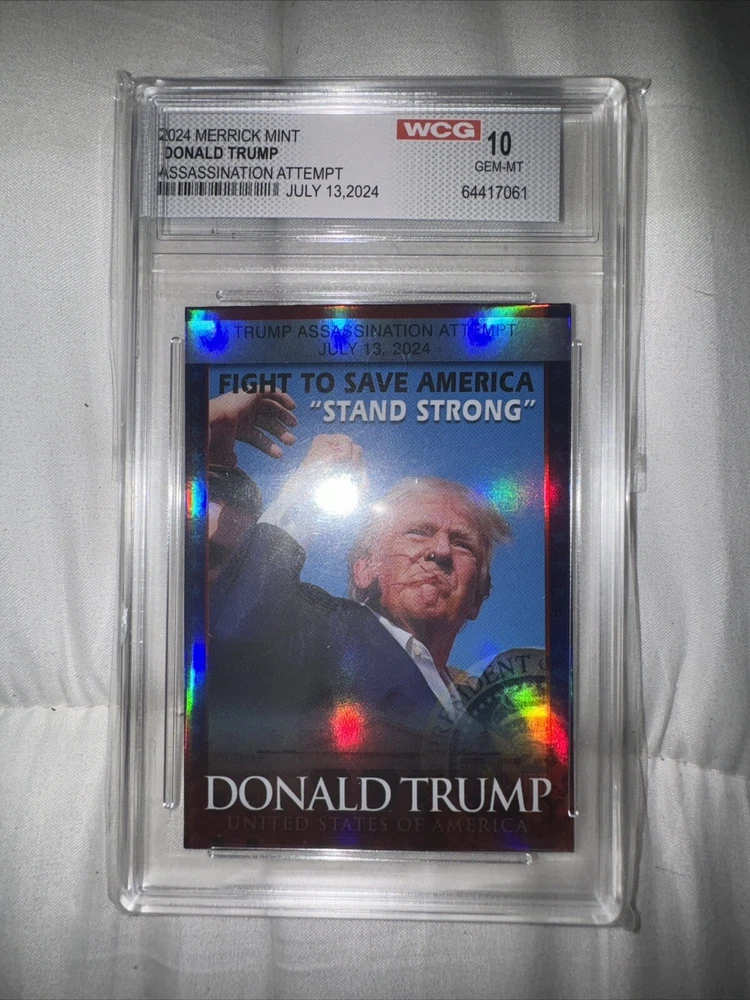 2024 MERRICK MINT
DONALD TRUMP
ASSASSINATION ATTEMPT
JULY 13,2024
WCG 10
GEM-MT
64417061
TRUMP ASSASSINATION ATTEMPT
JULY 13, 2024
FIGHT TO SAVE AMERICA
“STAND STRONG”
PRESIDENT O
DONALD TRUMP
UNITED STATES OF AMERICA